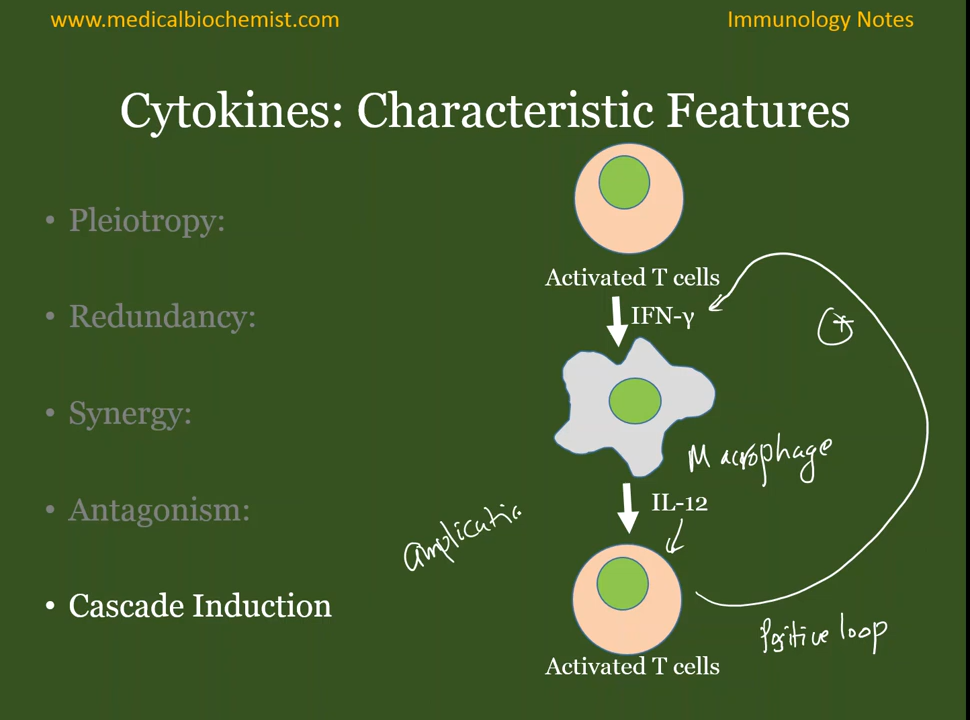 www.medicalbiochemist.com
Immunology Notes
Cytokines: Characteristic Features
• Pleiotropy:
• Redundancy:
• Synergy:
• Antagonism:
• Cascade Induction
Activated T cells
IFN-γ
+
Macrophage
IL-12
amplicatio
Activated T cells
Positive loop